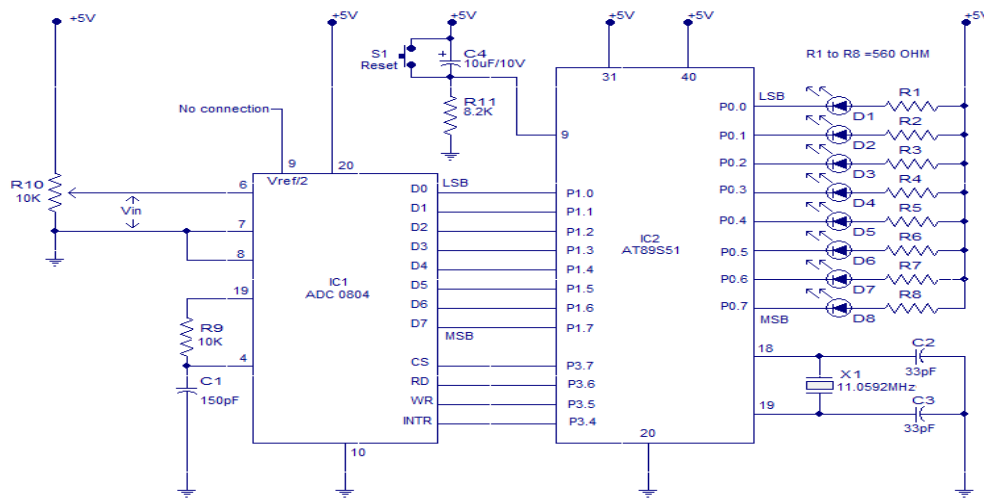 +5V
+5V
+5V
+5V
+5V
+5V
S1
Reset
+
C4
10uF/10V
R11
8.2K
R1 to R8 =560 OHM
No connection
31
40
9
9
20
Vref/2
R10
10K
Vin
6
7
8
19
4
R9
10K
C1
150pF
IC1
ADC 0804
10
D0
D1
D2
D3
D4
D5
D6
D7
CS
RD
WR
INTR
LSB
MSB
P1.0
P1.1
P1.2
P1.3
P1.4
P1.5
P1.6
P1.7
P3.7
P3.6
P3.5
P3.4
IC2
AT89S51
20
P0.0
P0.1
P0.2
P0.3
P0.4
P0.5
P0.6
P0.7
LSB
MSB
D1
D2
D3
D4
D5
D6
D7
D8
R1
R2
R3
R4
R5
R6
R7
R8
18
19
X1
11.0592MHz
C2
33pF
C3
33pF